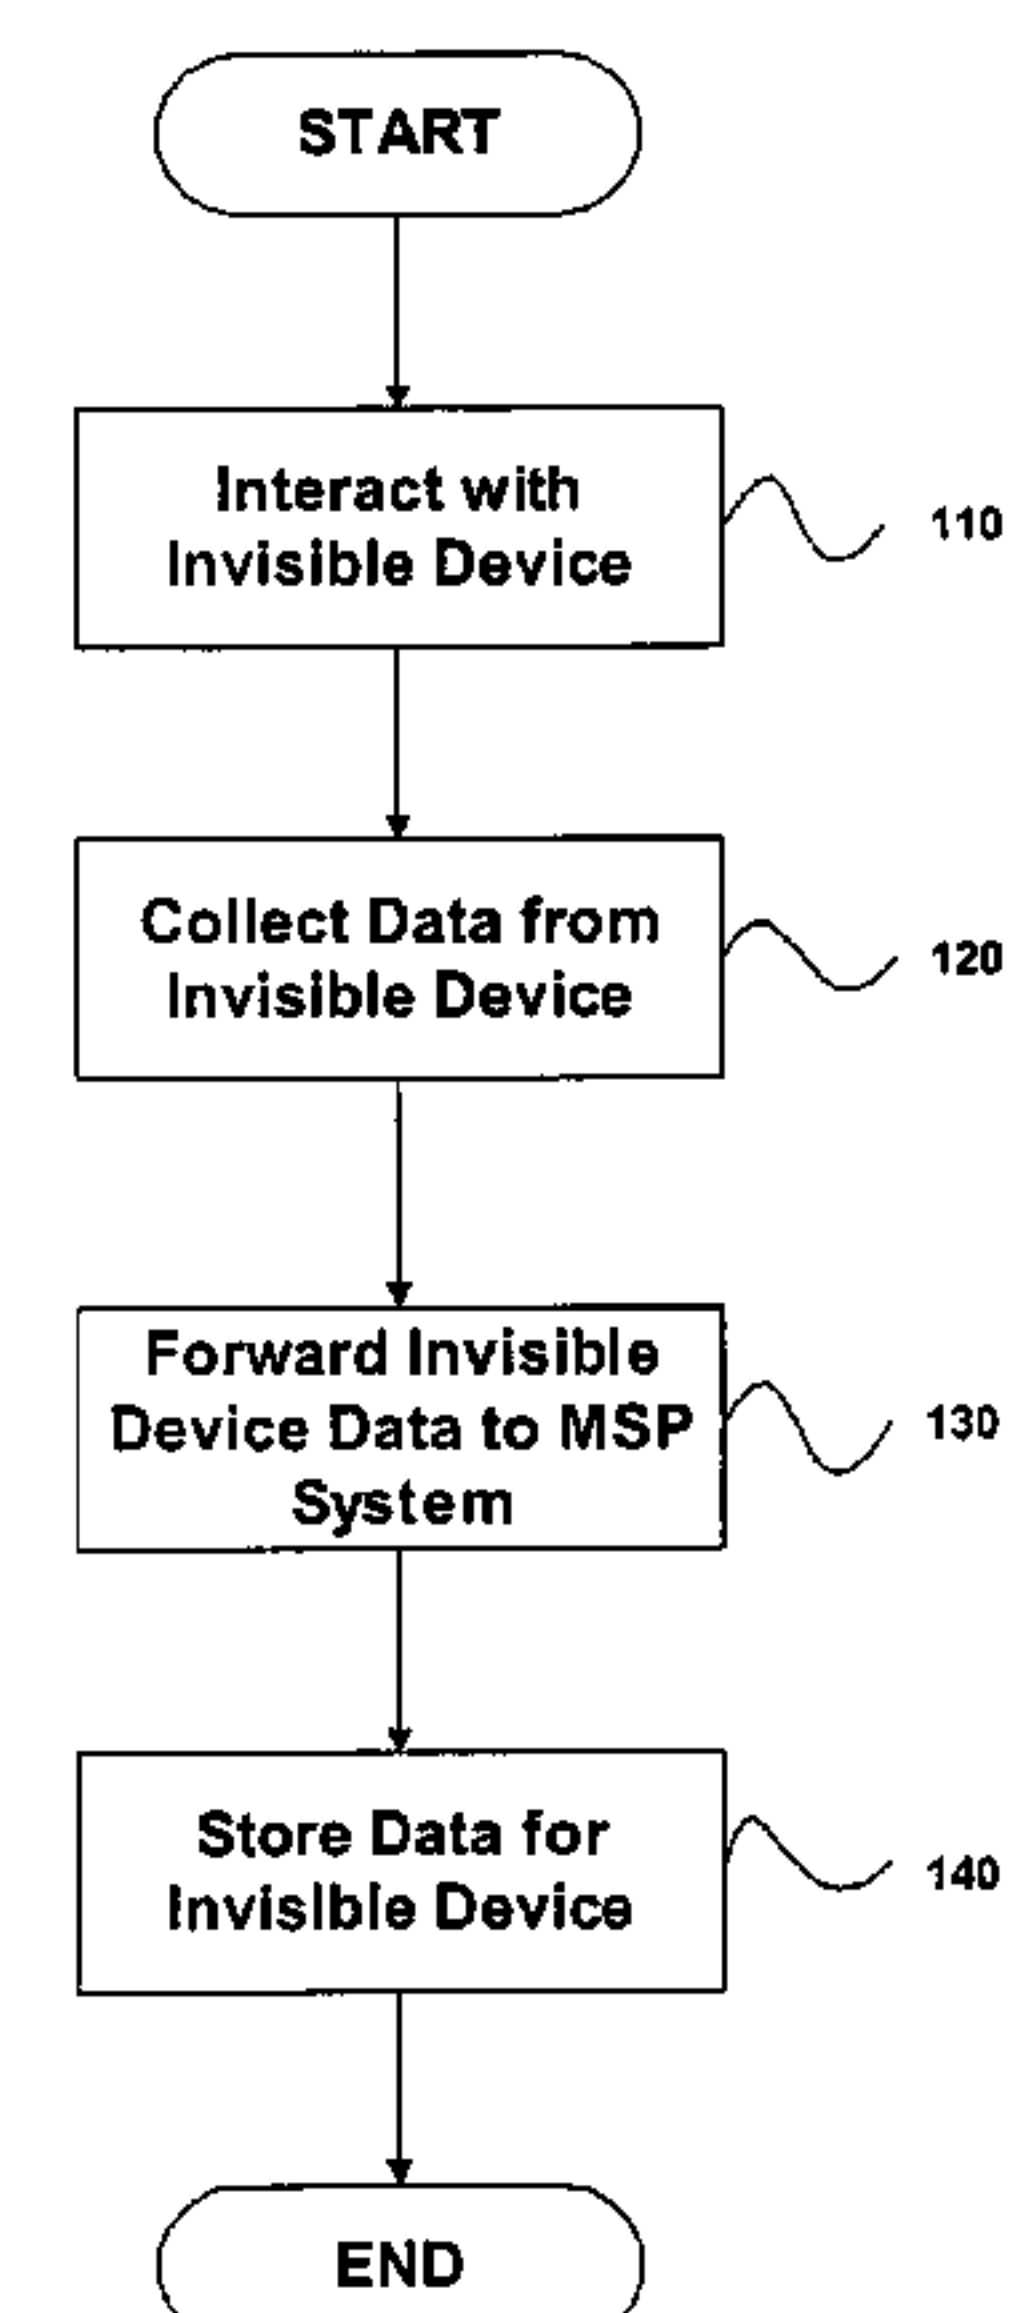 START
Interact with
Invisible Device
110
Collect Data from
Invisible Device
120
Forward Invisible
Device Data to MSP
System
130
Store Data for
Invisible Device
140
END